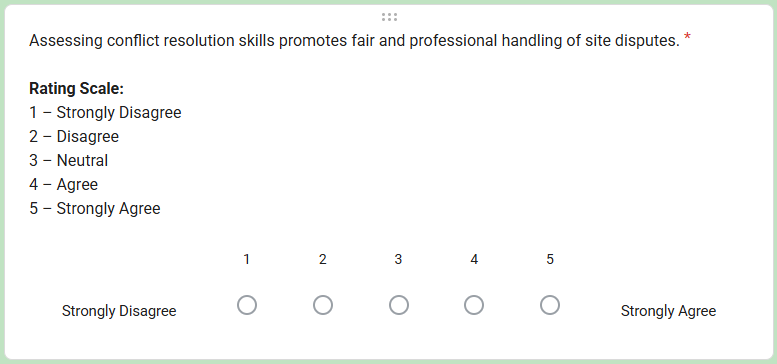 Assessing conflict resolution skills promotes fair and professional handling of site disputes. *
Rating Scale:
1 – Strongly Disagree
2 – Disagree
3 – Neutral
4 – Agree
5 – Strongly Agree
1 2 3 4 5
Strongly Disagree Strongly Agree